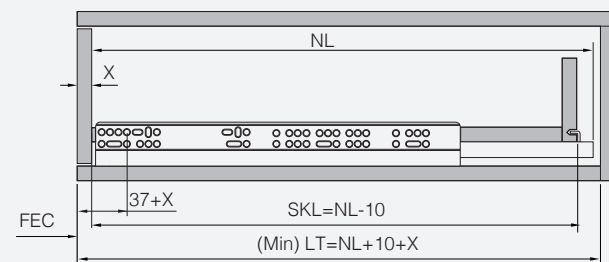 NL
X
37+X
SKL=NL-10
FEC
(Min) LT=NL+10+X